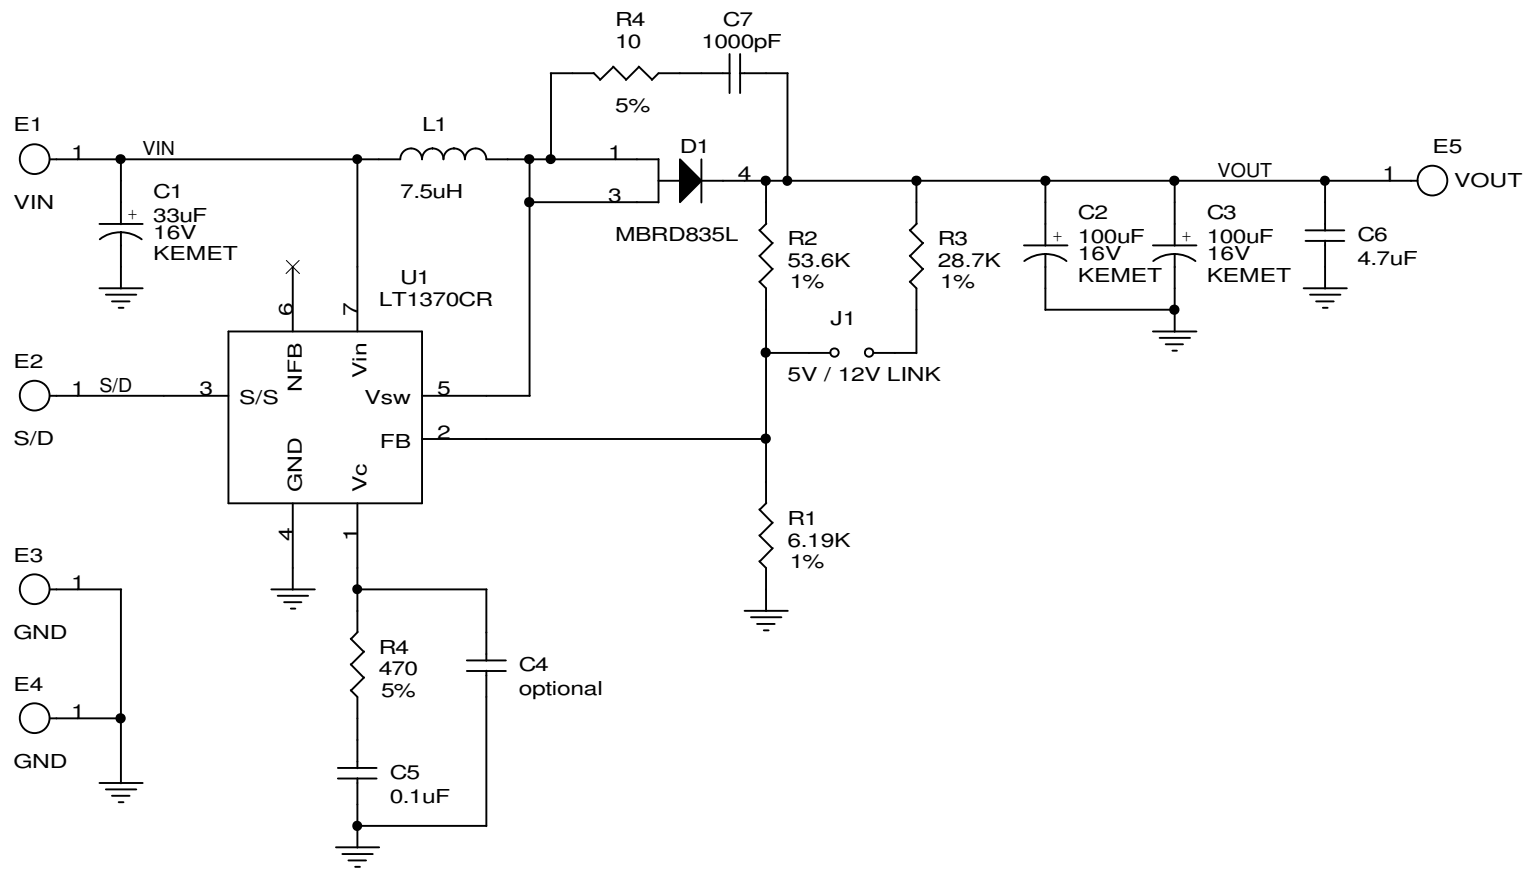 R4
10
5%
C7
1000pF
E1
1
VIN
VIN
C1
+
33uF
16V
KEMET
L1
7.5uH
1
3
D1
4
MBRD835L
VOUT
1
E5
VOUT
R2
53.6K
1%
R3
28.7K
1%
J1
5V / 12V LINK
C2
+
100uF
16V
KEMET
C3
+
100uF
16V
KEMET
C6
4.7uF
U1
LT1370CR
6
7
NFB
Vin
E2
1
S/D
S/D
3
S/S
Vsw
5
FB
2
GND
Vc
4
1
R1
6.19K
1%
E3
1
GND
E4
1
GND
R4
470
5%
C4
optional
C5
0.1uF